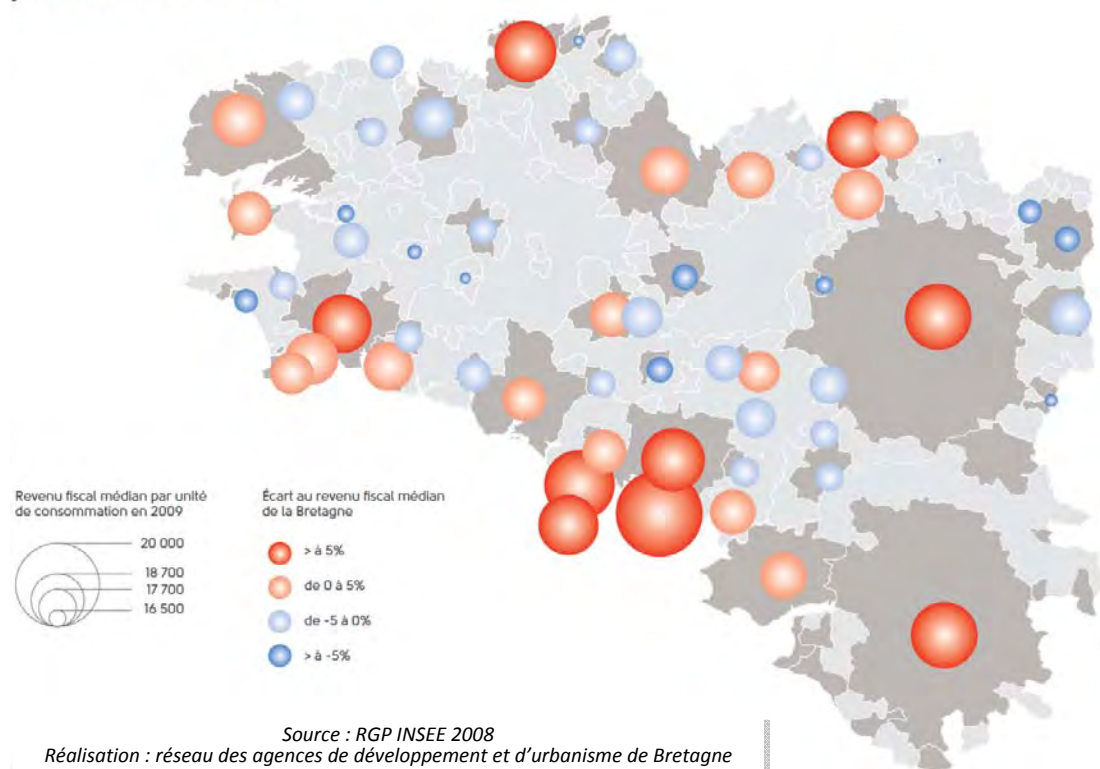 Revenu fiscal médian par unité
de consommation en 2009
20 000
18 700
17 700
16 500
Écart au revenu fiscal médian
de la Bretagne
> à 5%
de 0 à 5%
de -5 à 0%
> à -5%
Source : RGP INSEE 2008
Réalisation : réseau des agences de développement et d'urbanisme de Bretagne